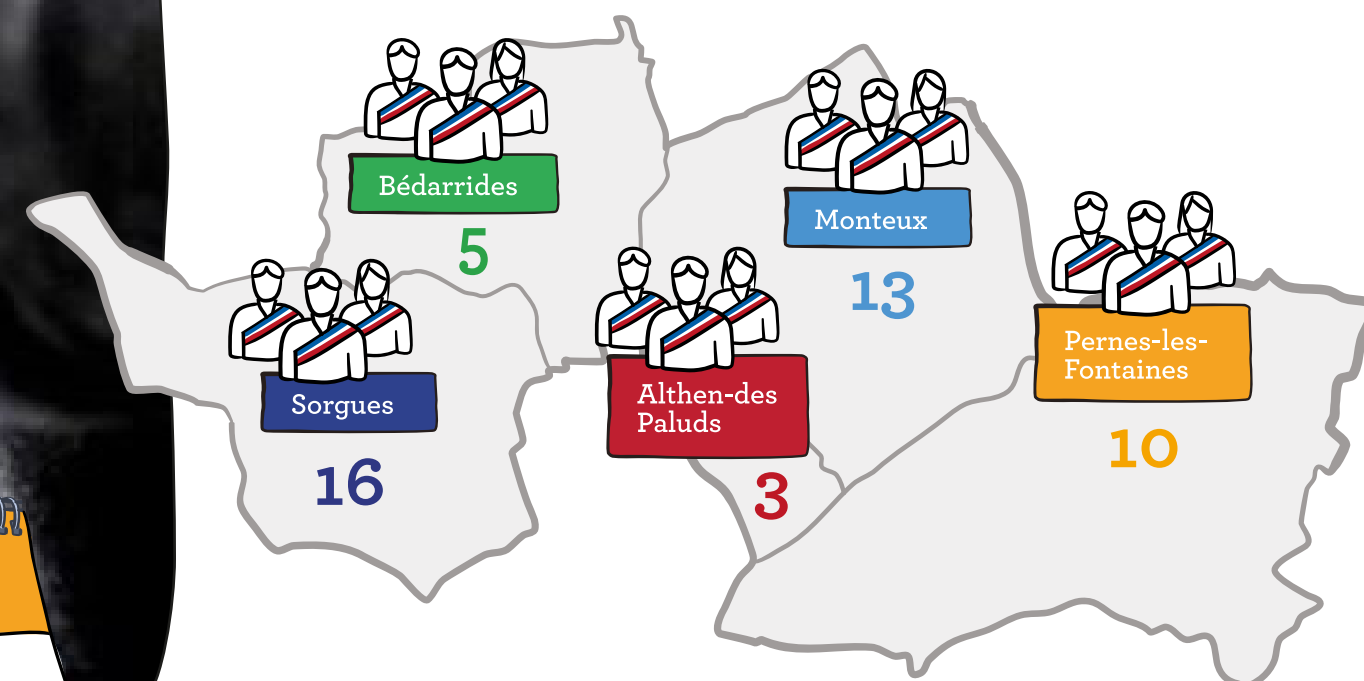 Bédarrides
5
Monteux
13
Pernes-les-
Fontaines
10
Sorgues
16
Althen-des
Paluds
3